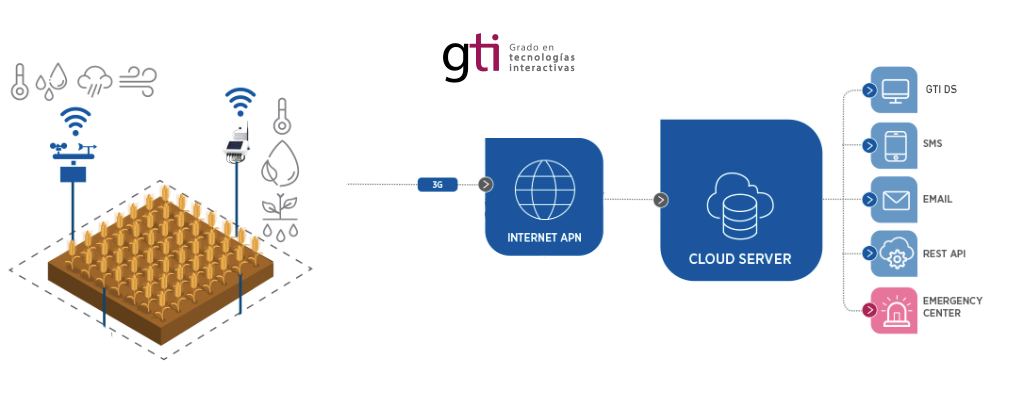 gti
Grado en
tecnologías
interactivas
3G
INTERNET APN
CLOUD SERVER
GTI DS
SMS
EMAIL
REST API
EMERGENCY
CENTER